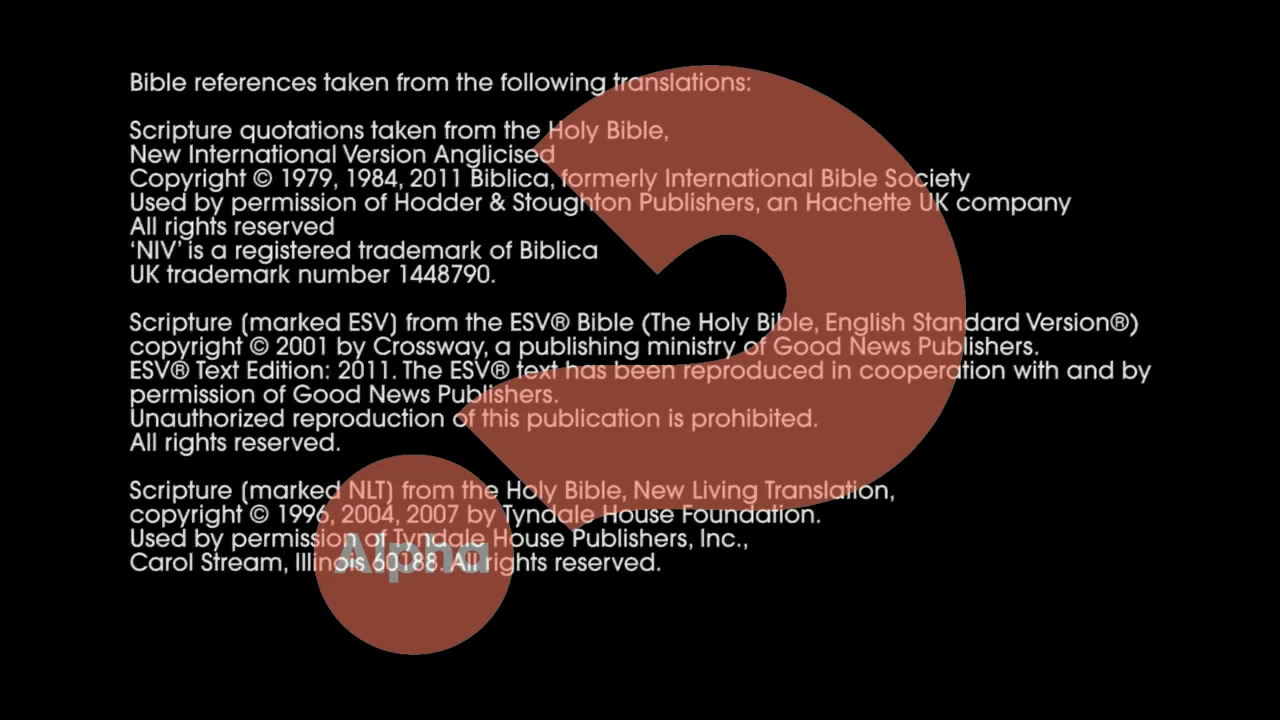 Bible references taken from the following translations:
Scripture quotations taken from the Holy Bible,
New International Version Anglicised
Copyright © 1979, 1984, 2011 Biblica, formerly International Bible Society
Used by permission of Hodder & Stoughton Publishers, an Hachette UK company
All rights reserved
‘NIV’ is a registered trademark of Biblica
UK trademark number 1448790.
Scripture (marked ESV) from the ESV® Bible (The Holy Bible, English Standard Version®)
copyright © 2001 by Crossway, a publishing ministry of Good News Publishers.
ESV® Text Edition: 2011. The ESV® text has been reproduced in cooperation with and by
permission of Good News Publishers.
Unauthorized reproduction of this publication is prohibited.
All rights reserved.
Scripture (marked NLT) from the Holy Bible, New Living Translation,
copyright © 1996, 2004, 2007 by Tyndale House Foundation.
Used by permission of Tyndale House Publishers, Inc.,
Carol Stream, Illinois 60188. All rights reserved.
Alpha